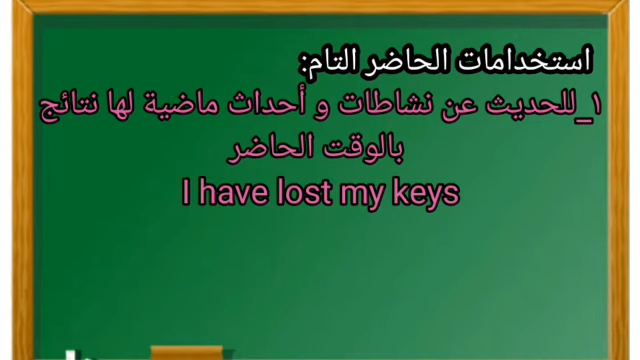 استخدامات الحاضر التام:
١_للحديث عن نشاطات و أحداث ماضية لها نتائج
بالوقت الحاضر
I have lost my keys